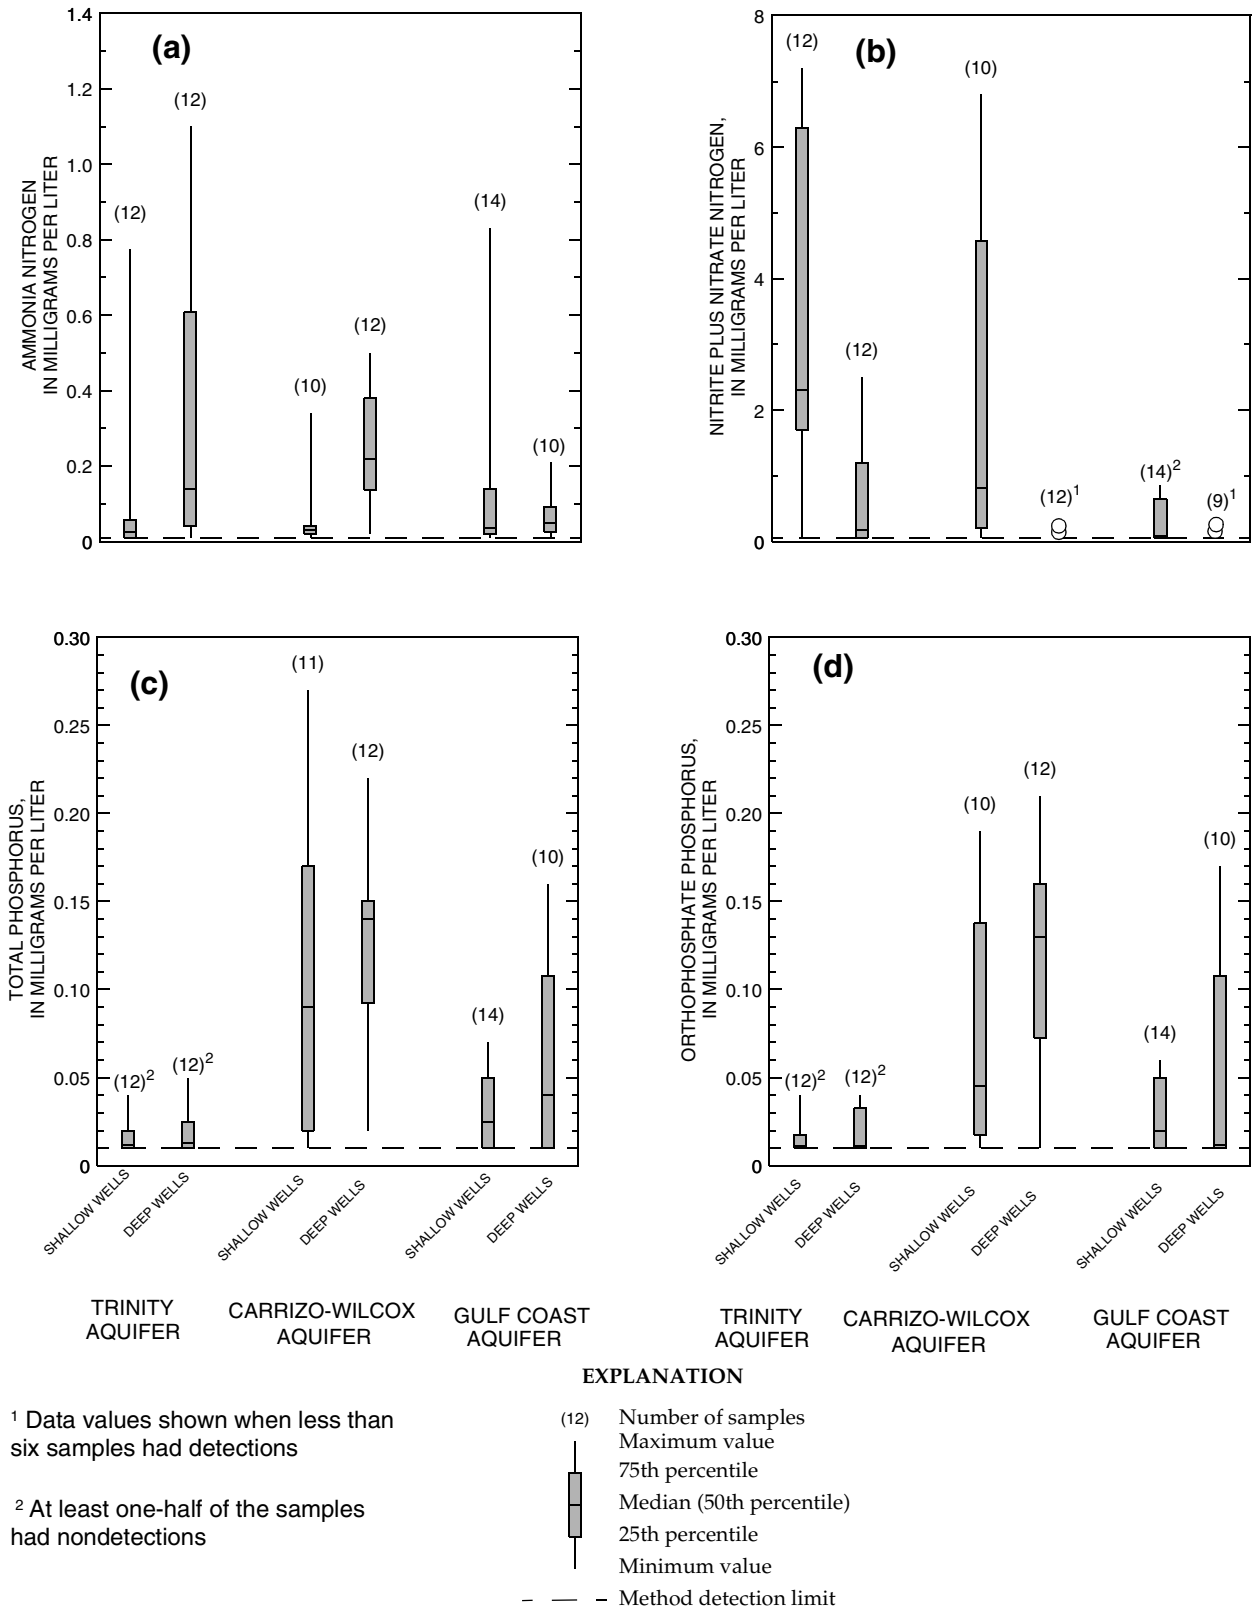 (a)
1.4
1.2
1.0
0.8
0.6
0.4
0.2
0
AMMONIA NITROGEN
IN MILLIGRAMS PER LITER
(12)
(12)
(10)
(12)
(14)
(10)
(b)
8
6
4
2
0
NITRITE PLUS NITRATE NITROGEN,
IN MILLIGRAMS PER LITER
(12)
(12)
(10)
(12)1
(14)2
(9)1
(c)
0.30
0.25
0.20
0.15
0.10
0.05
0
TOTAL PHOSPHORUS,
IN MILLIGRAMS PER LITER
(12)2
(12)2
(11)
(12)
(14)
(10)
SHALLOW WELLS
DEEP WELLS
SHALLOW WELLS
DEEP WELLS
SHALLOW WELLS
DEEP WELLS
TRINITY
AQUIFER
CARRIZO-WILCOX
AQUIFER
GULF COAST
AQUIFER
(d)
0.30
0.25
0.20
0.15
0.10
0.05
0
ORTHOPHOSPHATE PHOSPHORUS,
IN MILLIGRAMS PER LITER
(12)2
(12)2
(10)
(12)
(14)
(10)
SHALLOW WELLS
DEEP WELLS
SHALLOW WELLS
DEEP WELLS
SHALLOW WELLS
DEEP WELLS
TRINITY
AQUIFER
CARRIZO-WILCOX
AQUIFER
GULF COAST
AQUIFER
EXPLANATION
1 Data values shown when less than
six samples had detections
2 At least one-half of the samples
had nondetections
(12) Number of samples
Maximum value
75th percentile
Median (50th percentile)
25th percentile
Minimum value
Method detection limit